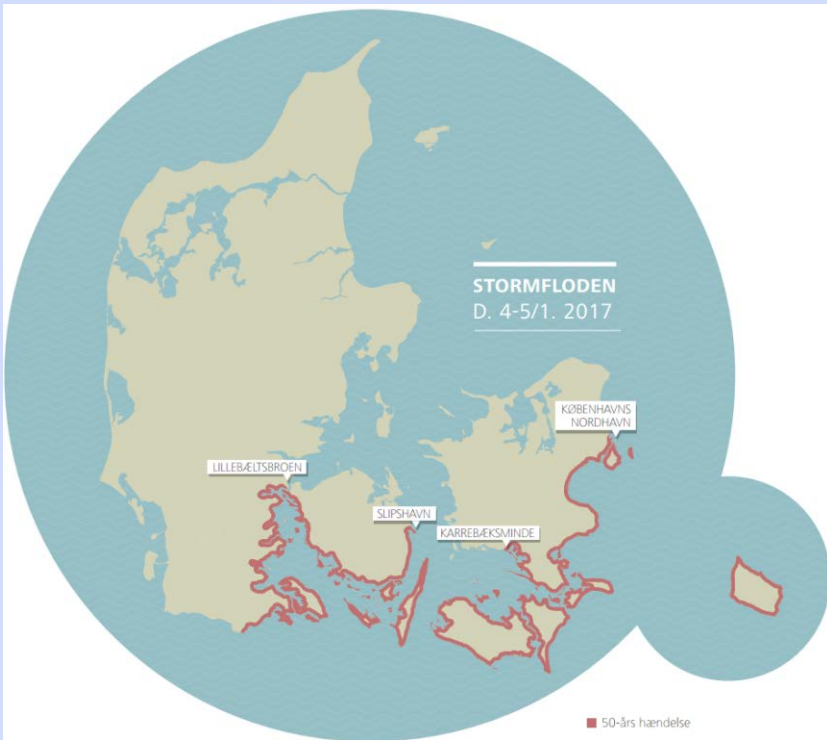 STORMFLODEN
D. 4-5/1. 2017
KØBENHAVNS
NORDHAVN
LILLEBÆLTSBROEN
SLIPSHAVN
KARREBÆKSMINDE
50-års hændelse